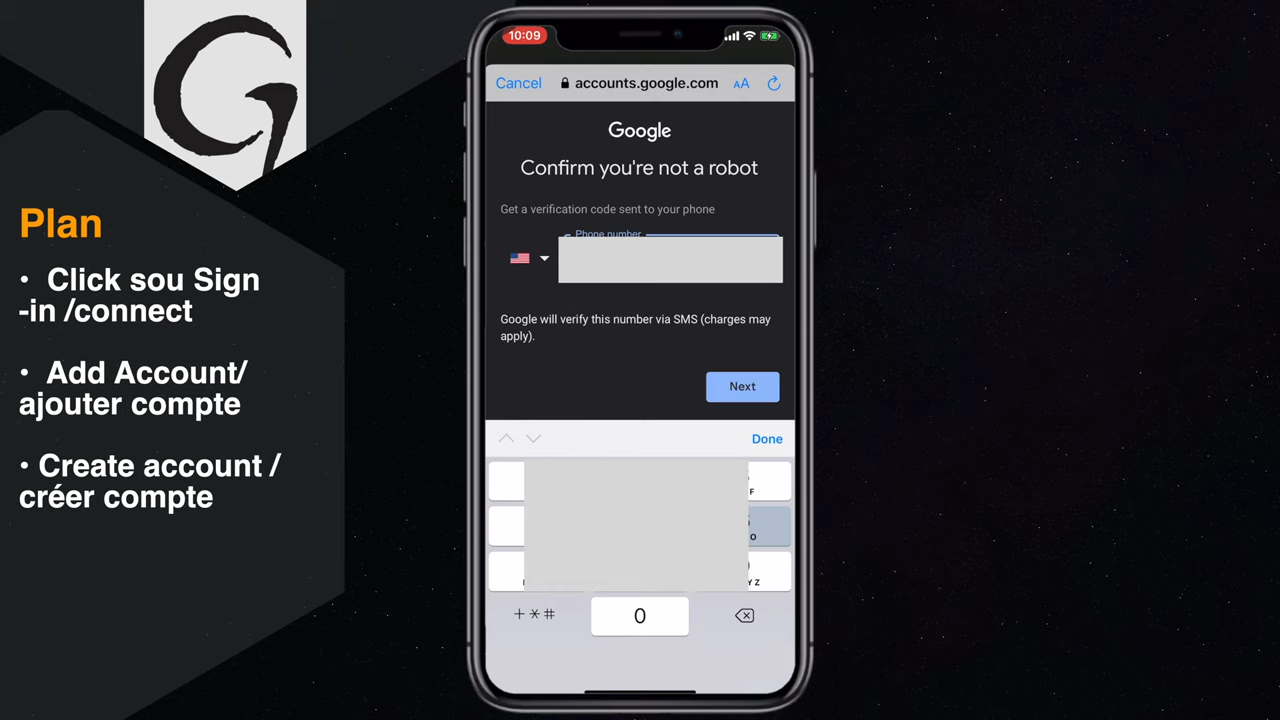 G
Plan
• Click sou Sign
-in /connect
• Add Account/
ajouter compte
• Create account /
créer compte
10:09
Cancel
accounts.google.com
AA
Google
Confirm you're not a robot
Get a verification code sent to your phone
Phone number
Google will verify this number via SMS (charges may
apply).
Next
Done
F
O
Y Z
+*#
0